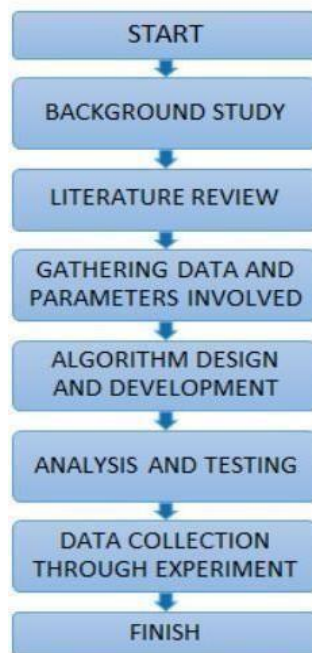 START
BACKGROUND STUDY
LITERATURE REVIEW
GATHERING DATA AND
PARAMETERS INVOLVED
ALGORITHM DESIGN
AND DEVELOPMENT
ANALYSIS AND TESTING
DATA COLLECTION
THROUGH EXPERIMENT
FINISH